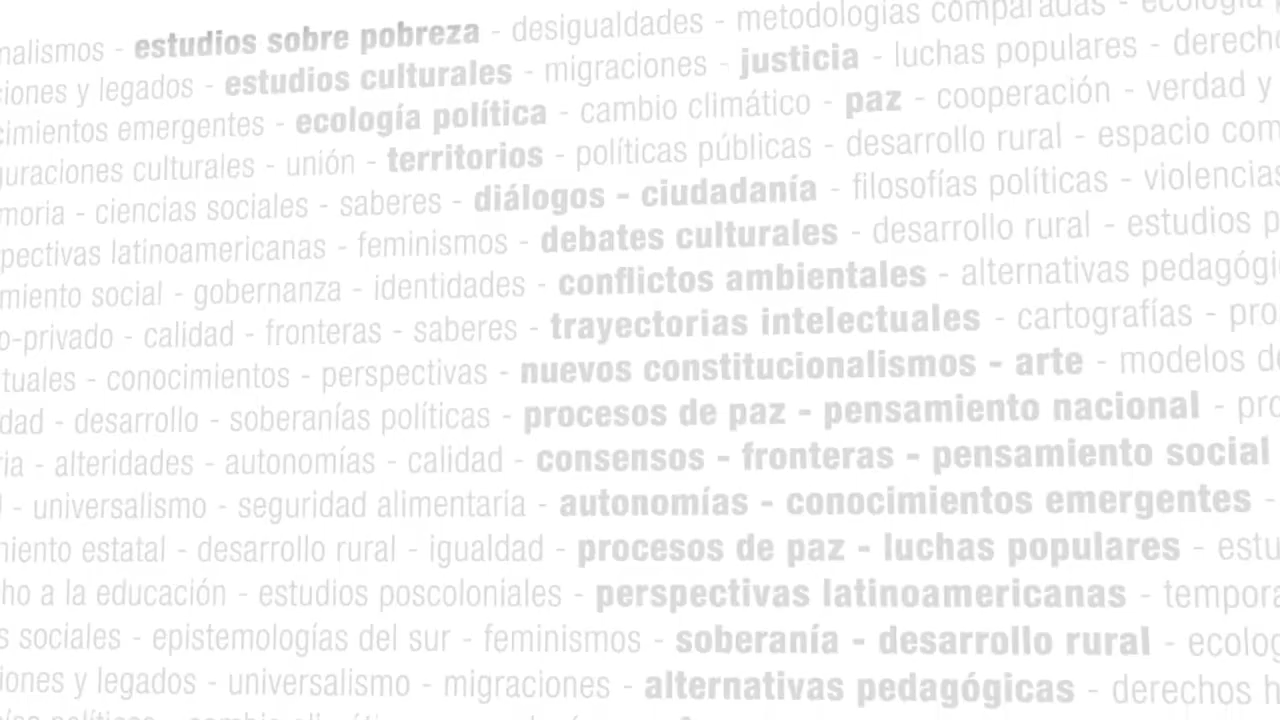 nalismos - estudios sobre pobreza - desigualdades - metodologías comparadas - ecología
iones y legados - estudios culturales - migraciones - justicia - luchas populares - derecho
cimientos emergentes - ecología política - cambio climático - paz - cooperación - verdad y
uraciones culturales - unión - territorios - políticas públicas - desarrollo rural - espacio com
moria - ciencias sociales - saberes - diálogos - ciudadanía - filosofías políticas - violencias
pectivas latinoamericanas - feminismos - debates culturales - desarrollo rural - estudios p
miento social - gobernanza - identidades - conflictos ambientales - alternativas pedagógi
o-privado - calidad - fronteras - saberes - trayectorias intelectuales - cartografías - pro
tuales - conocimientos - perspectivas - nuevos constitucionalismos - arte - modelos de
dad - desarrollo - soberanías políticas - procesos de paz - pensamiento nacional - pro
ria - alteridades - autonomías - calidad - consensos - fronteras - pensamiento social
- universalismo - seguridad alimentaria - autonomías - conocimientos emergentes -
niento estatal - desarrollo rural - igualdad - procesos de paz - luchas populares - estu
ho a la educación - estudios poscoloniales - perspectivas latinoamericanas - tempora
s sociales - epistemologías del sur - feminismos - soberanía - desarrollo rural - ecolog
iones y legados - universalismo - migraciones - alternativas pedagógicas - derechos h